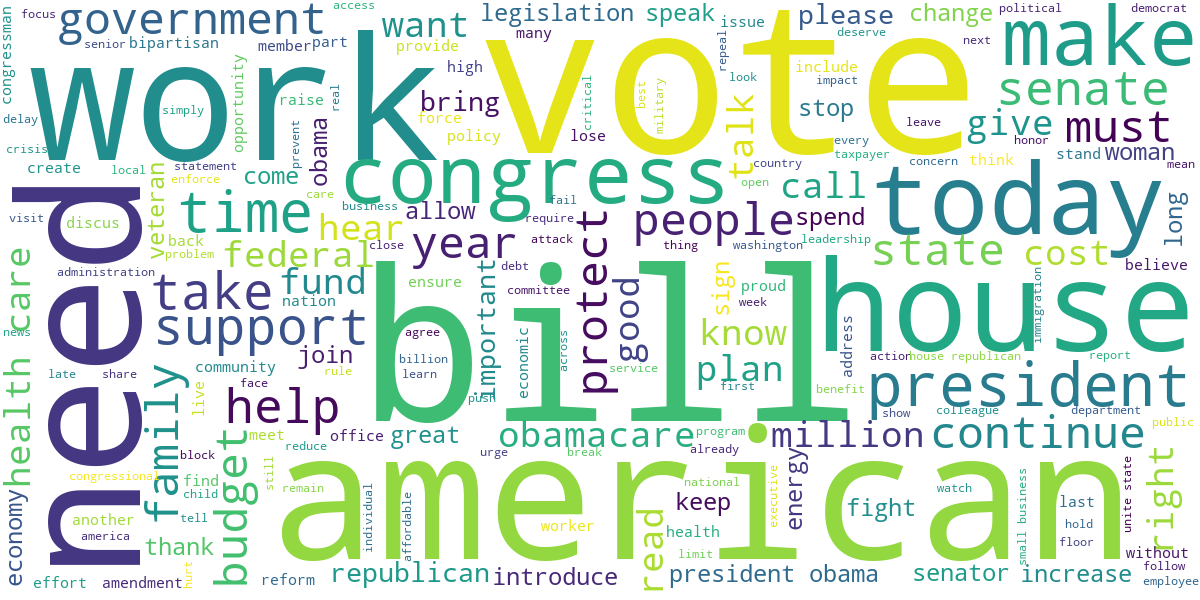 focus
access
political
democrat
government
want
legislation
speak
issue
please
change
make
congressman
senior
bipartisan
member
part
provide
many
repeal
deserve
next
work
vote
opportunity
high
include
look
impact
senate
simply
raise
real
bring
critical
best
military
stop
delay
force
policy
lose
talk
leave
give
must
crisis
prevent
obama
every
taxpayer
honor
create
local
statement
enforce
care
congress
country
concern
think
stand
woman
mean
veteran
come
business
fail
open
call
today
need
visit
discus
time
hear
allow
require
protect
people
spend
long
back
problem
federal
close
year
attack
thing
washington
leadership
state
cost
believe
health care
administration
take
fund
nation
ensure
important
debt
committee
good
sign
proud
week
bill
house
immigration
support
agree
economic
across
know
address
action
house republican
report
news
late
share
family
community
join
live
face
rule
billion
learn
push
service
plan
first
benefit
president
help
show
colleague
department
public
budget
meet
reduce
office
great
obamacare
program
million
continue
urge
break
already
congressional
block
still
economy
find
child
remain
american
national
keep
executive
energy
watch
small business
last
unite state
right
another
america
tell
individual
affordable
worker
read
health
limit
fight
hold
floor
thank
without
follow
effort
amendment
hurt
reform
republican
introduce
president obama
senator
increase
employee